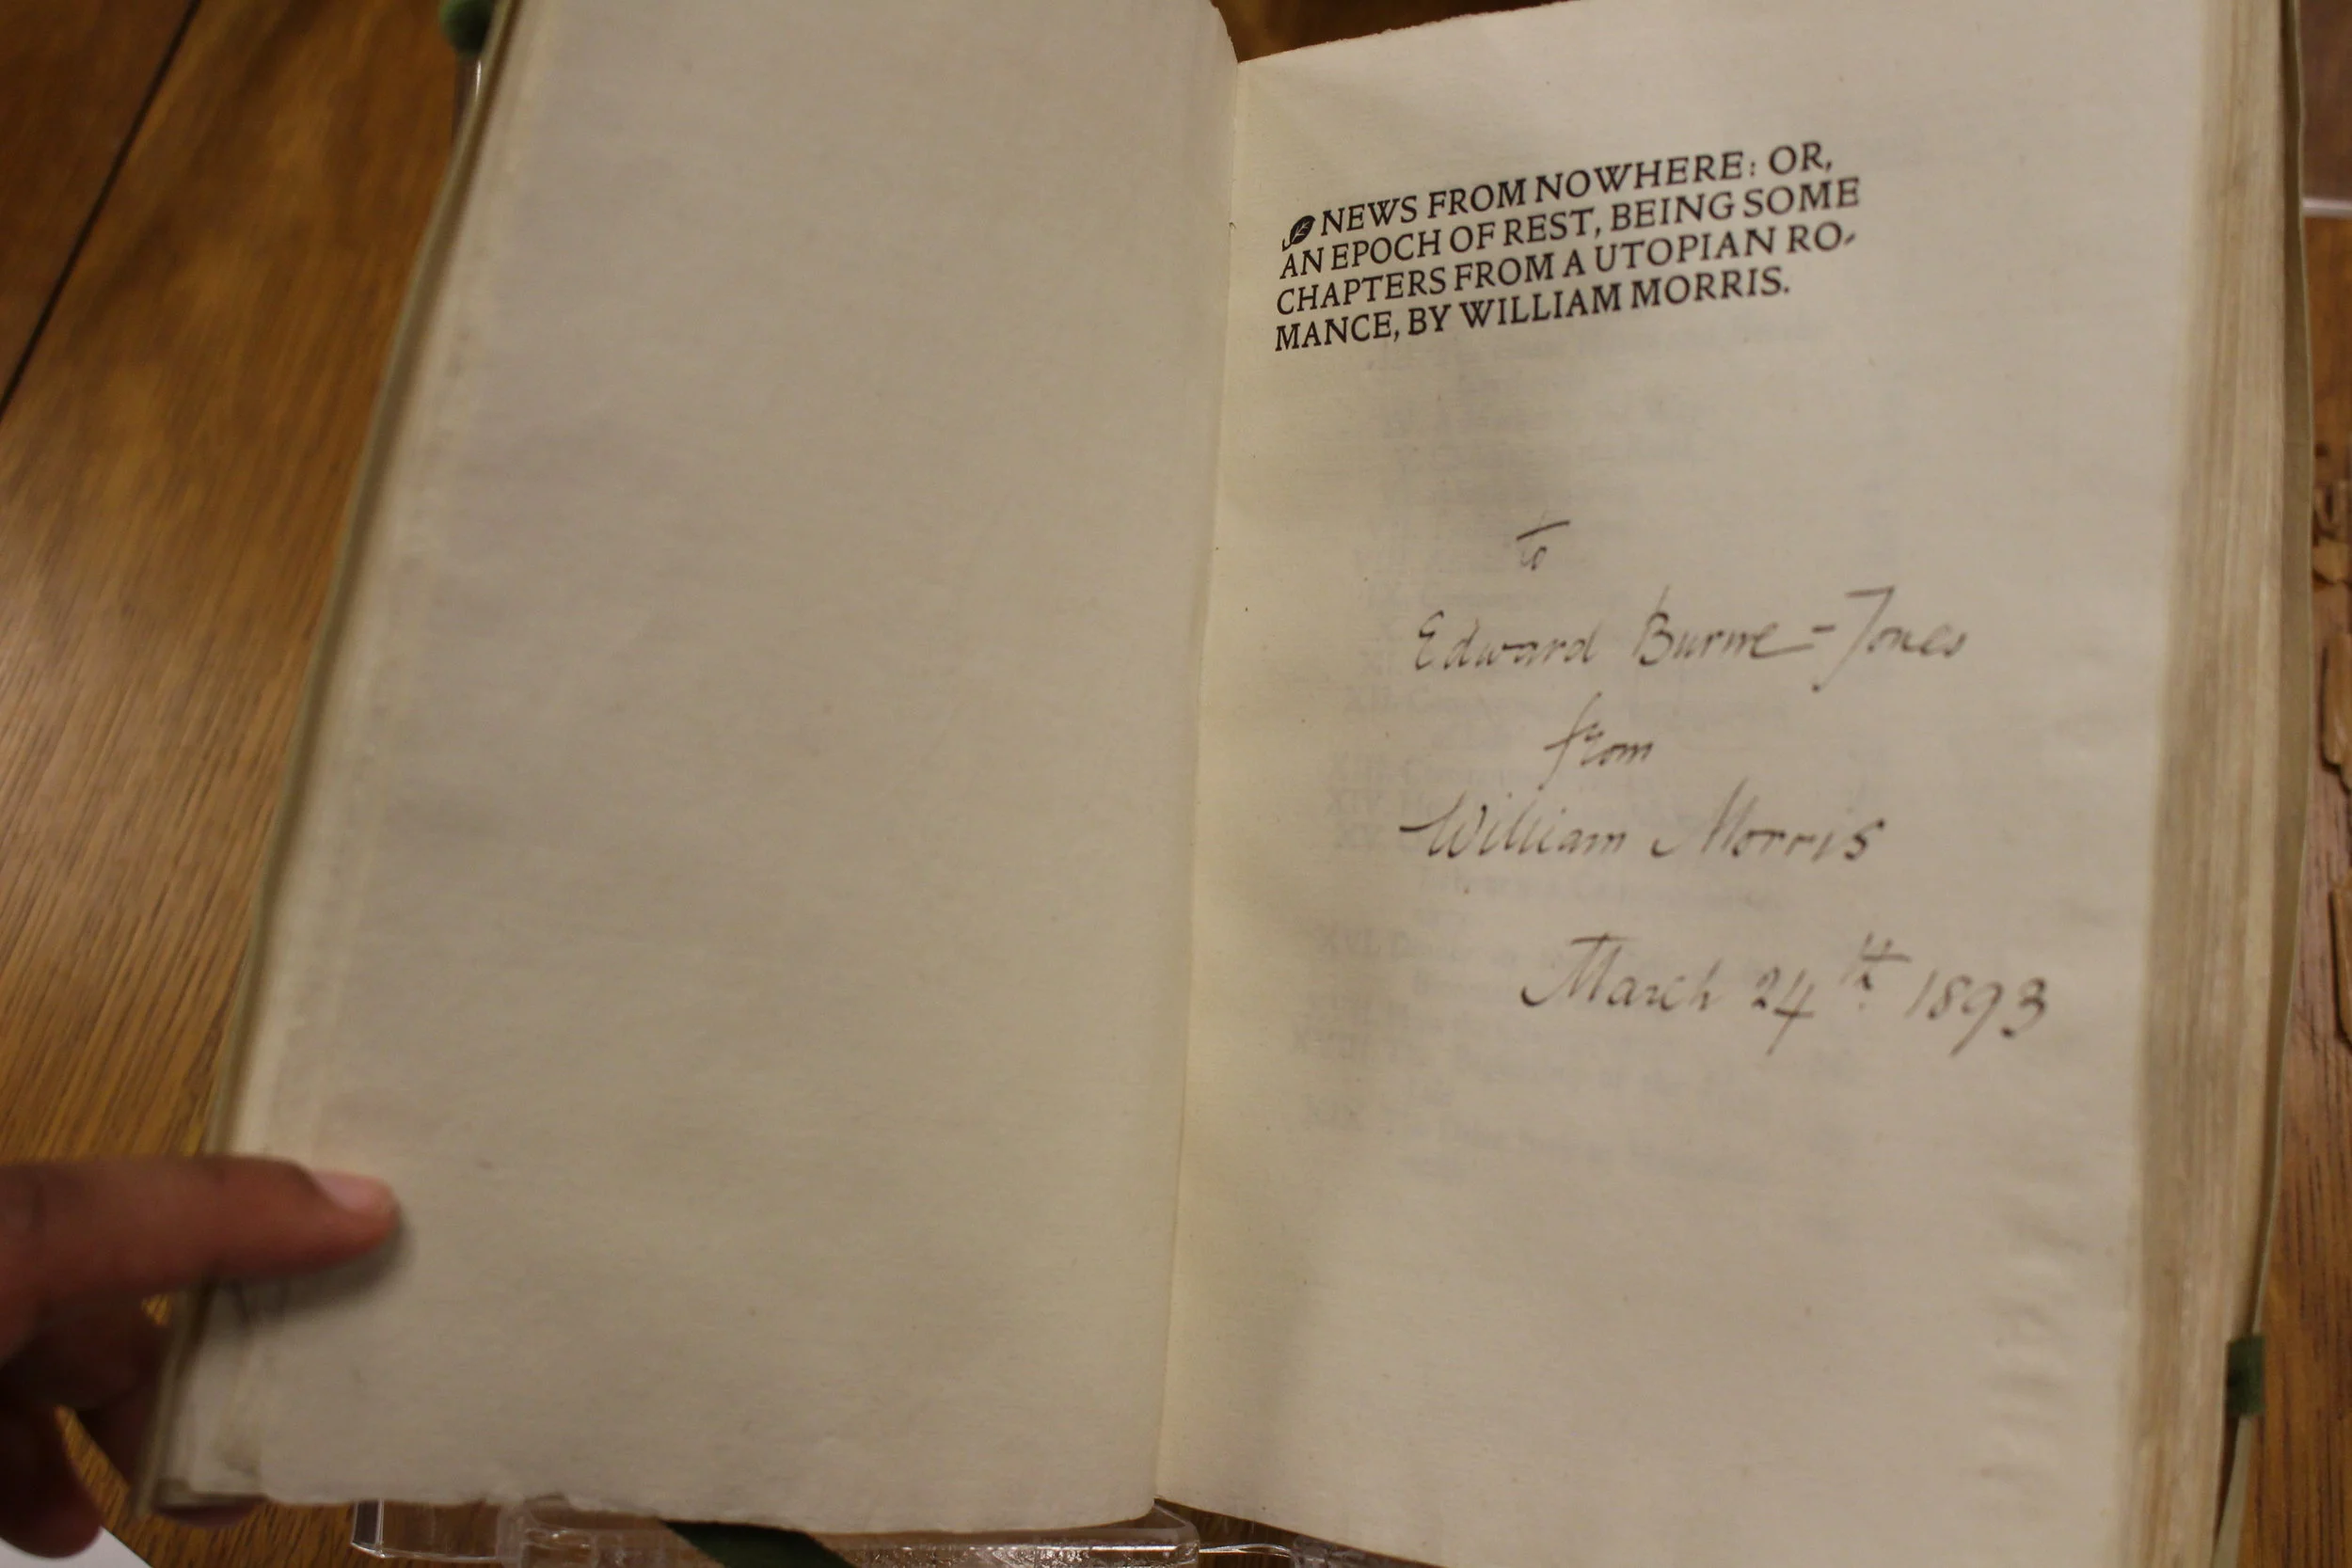 NEWS FROM NOWHERE: OR,
AN EPOCH OF REST, BEING SOME
CHAPTERS FROM A UTOPIAN RO-
MANCE, BY WILLIAM MORRIS.
to
Edward Burne-Jones
from
William Morris
March 24th 1893